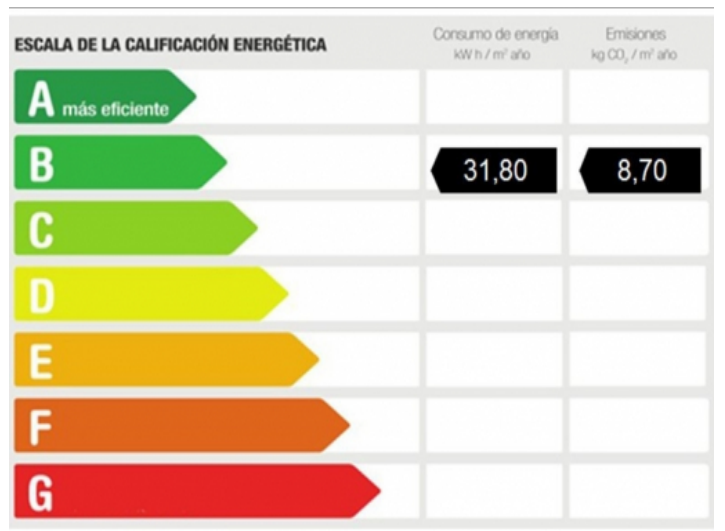 ESCALA DE LA CALIFICACIÓN ENERGÉTICA
Consumo de energía
kW h / m² año
Emisiones
kg CO₂ / m² año
A más eficiente
B
31,80
8,70
C
D
E
F
G